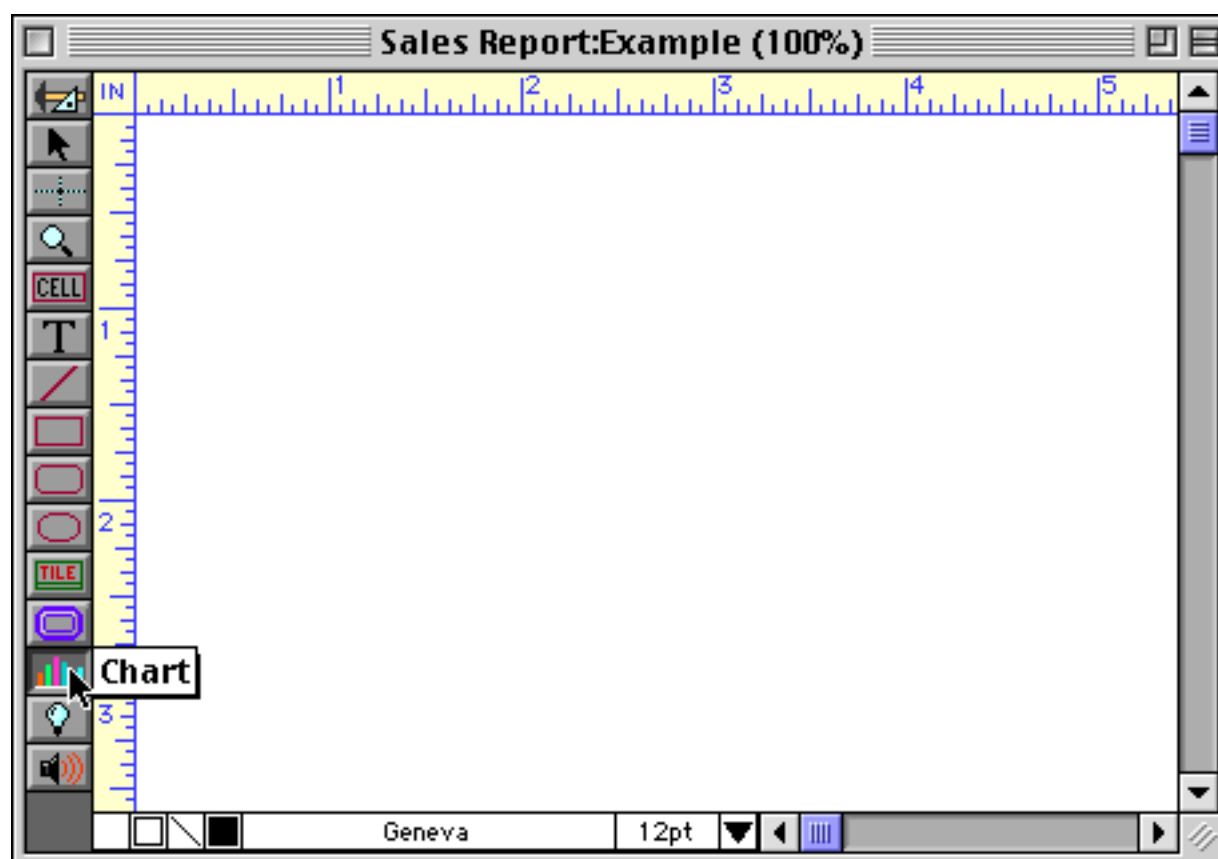 Sales Report:Example (100%)
IN 1 2 3 4 5
CELL
T
1
2
TILE
Chart
3
Geneva 12pt